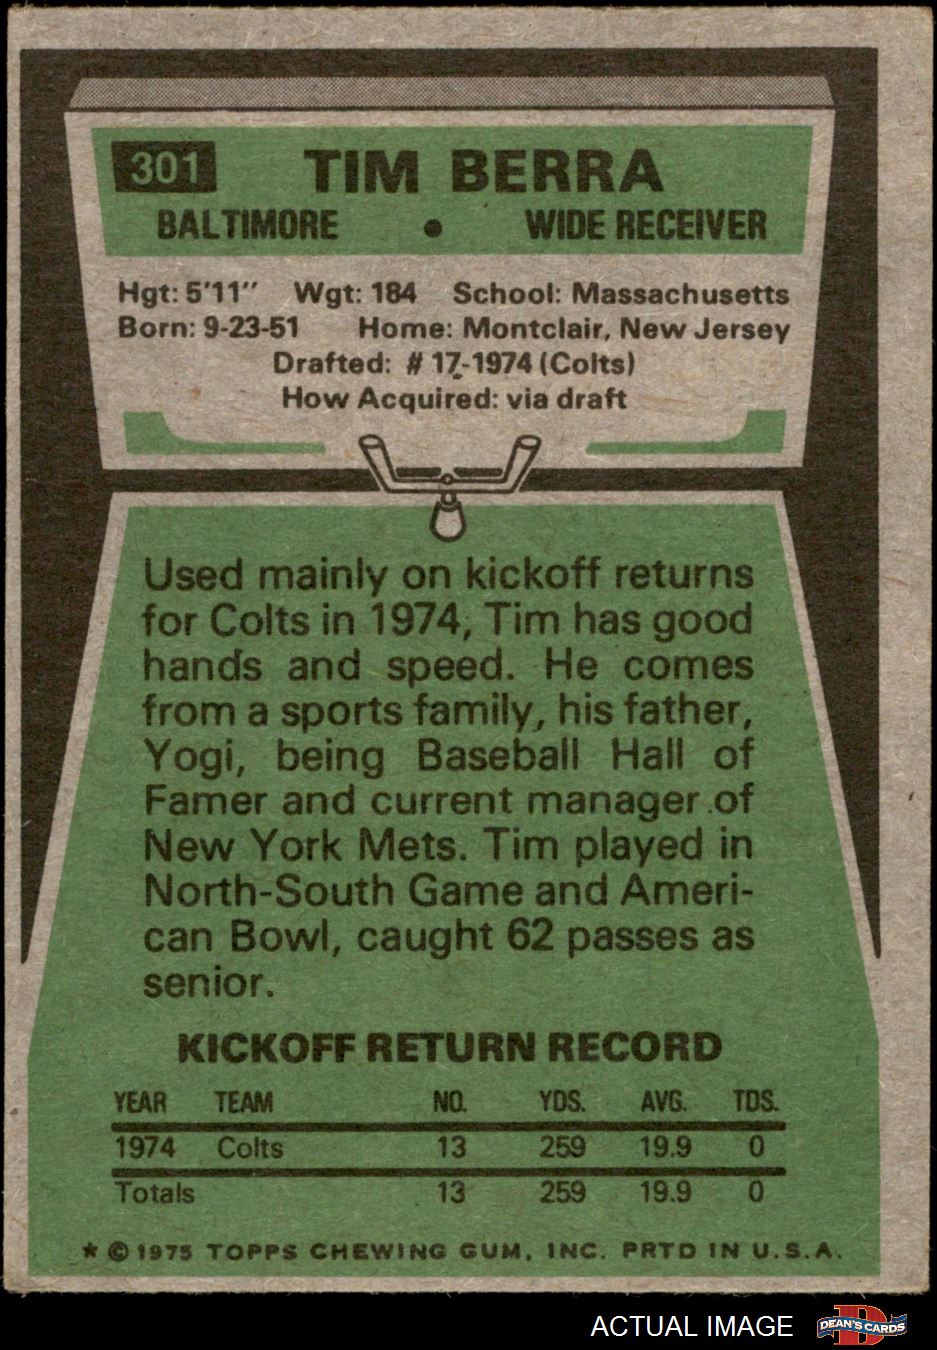 301 TIM BERRA
BALTIMORE • WIDE RECEIVER
Hgt: 5'11" Wgt: 184 School: Massachusetts
Born: 9-23-51 Home: Montclair, New Jersey
Drafted: # 17-1974 (Colts)
How Acquired: via draft
Used mainly on kickoff returns
for Colts in 1974, Tim has good
hands and speed. He comes
from a sports family, his father,
Yogi, being Baseball Hall of
Famer and current manager of
New York Mets. Tim played in
North-South Game and Ameri-
can Bowl, caught 62 passes as
senior.
KICKOFF RETURN RECORD
YEAR TEAM NO. YDS. AVG. TDS.
1974 Colts 13 259 19.9 0
Totals 13 259 19.9 0
★ © 1975 TOPPS CHEWING GUM, INC. PRTD IN U.S.A.
ACTUAL IMAGE D DEAN'S CARDS